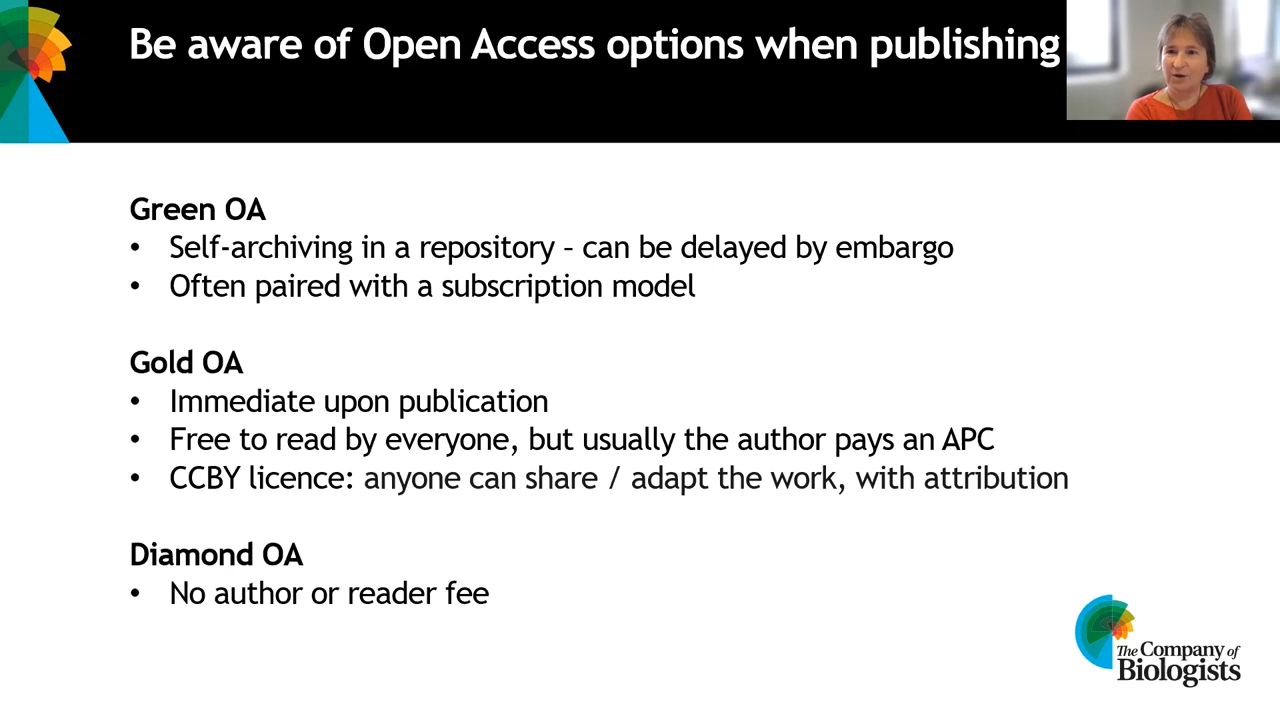 Be aware of Open Access options when publishing
Green OA
• Self-archiving in a repository – can be delayed by embargo
• Often paired with a subscription model
Gold OA
• Immediate upon publication
• Free to read by everyone, but usually the author pays an APC
• CCBY licence: anyone can share / adapt the work, with attribution
Diamond OA
• No author or reader fee
The Company of
Biologists